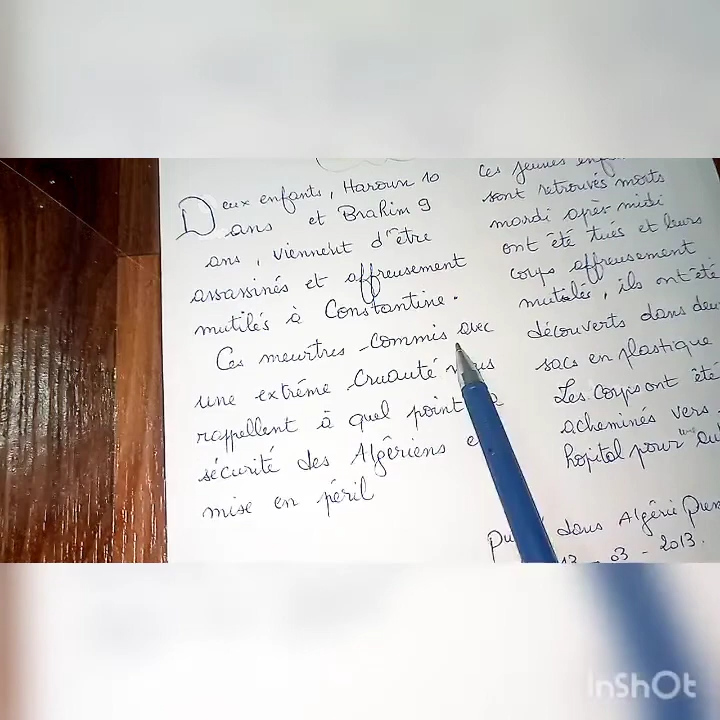 Deux enfants, Haroun 10
ans et Brahim 9
ans, viennent d'être
assassinés et affreusement
mutilés à Constantine.
Ces meurtres commis avec
une extrême cruauté
rappellent à quel point
sécurité des Algériens
mise en péril
Ces jeunes
sont retrouvés morts
mardi après-midi
ont été tués et leurs
corps affreusement
mutilés, ils ont été
découverts dans
sacs en plastique
Les corps ont été
acheminés vers
hopital pour
dans Algérie
03 - 2013.
InShOt